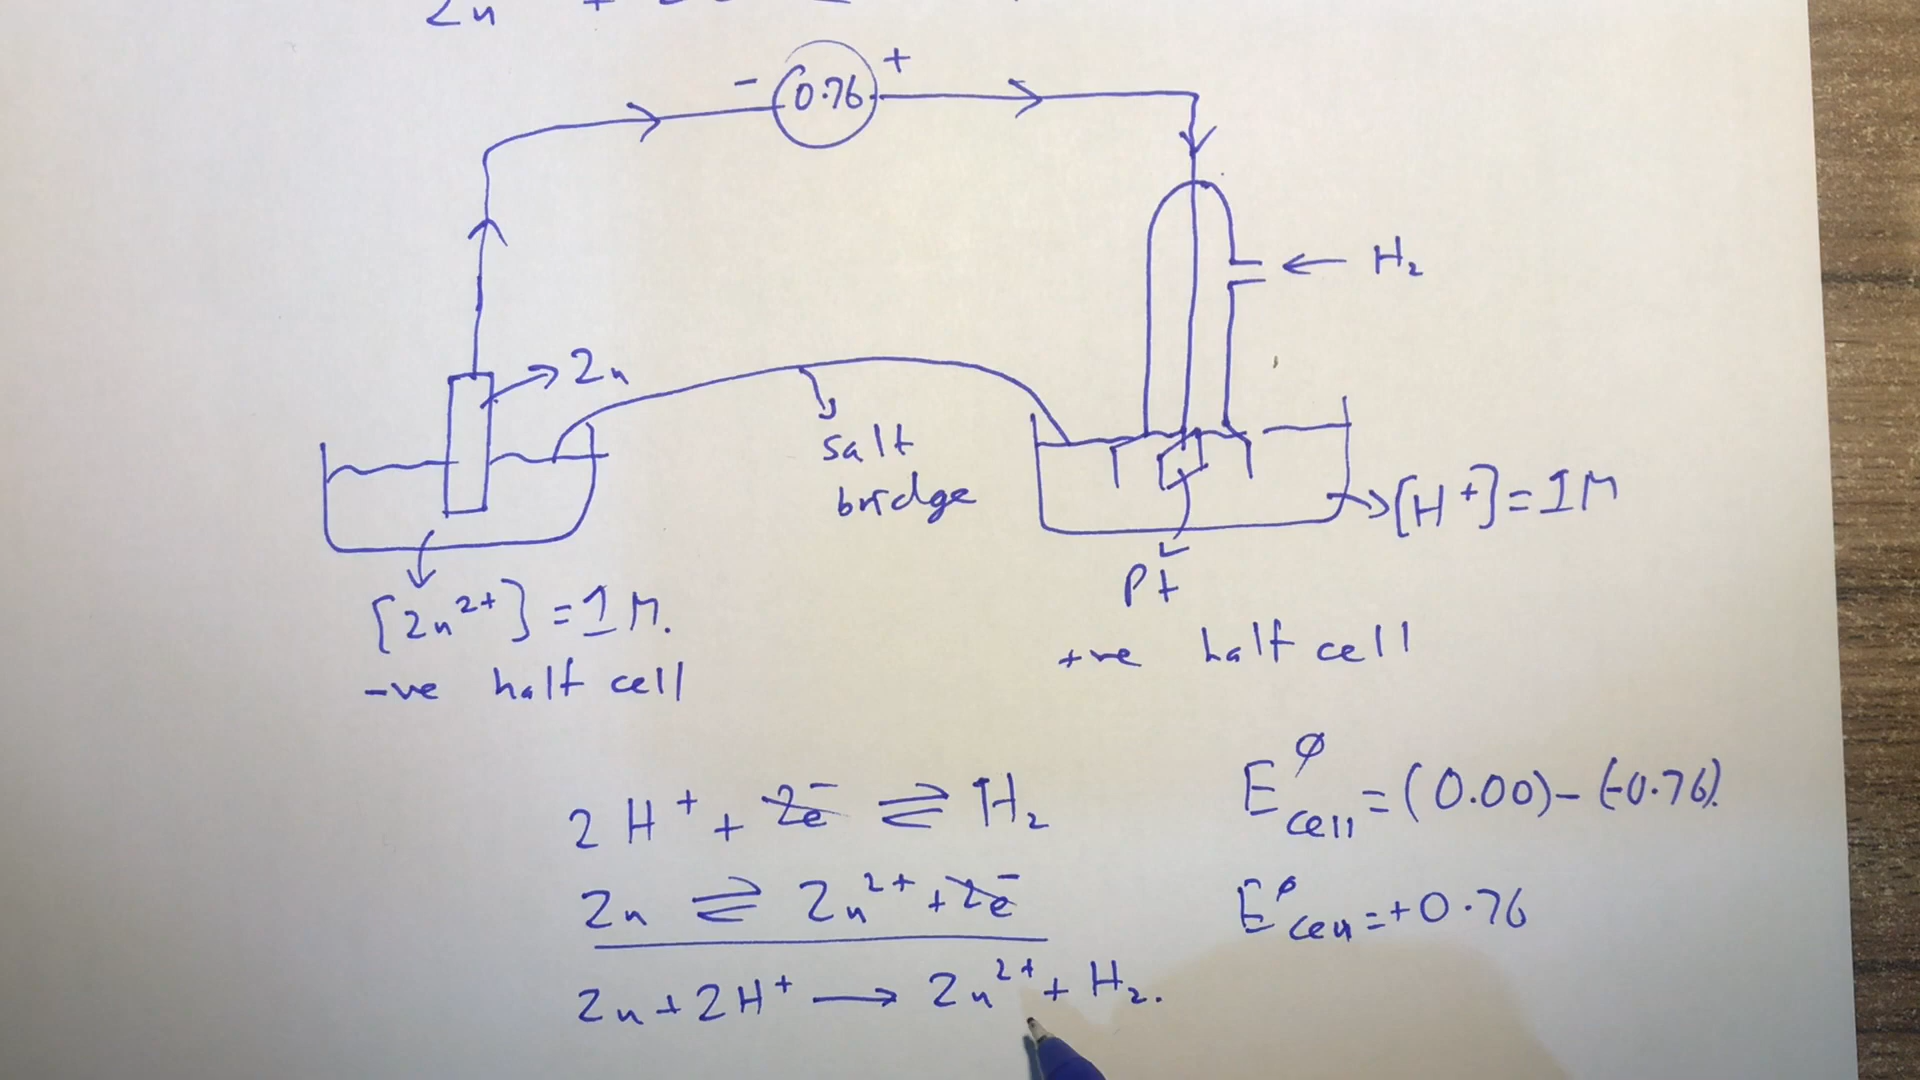 Zn +
- 0.76 +
H₂
Zn
salt
bridge
[H⁺] = 1M
Pt
[Zn²⁺] = 1M.
-ve half cell
+ve half cell
2H⁺ + 2e⁻ ⇌ H₂
Zn ⇌ Zn²⁺ + 2e⁻
Zn + 2H⁺ ⟶ Zn²⁺ + H₂.
E⦵cell = (0.00) - (-0.76).
E⦵cell = +0.76